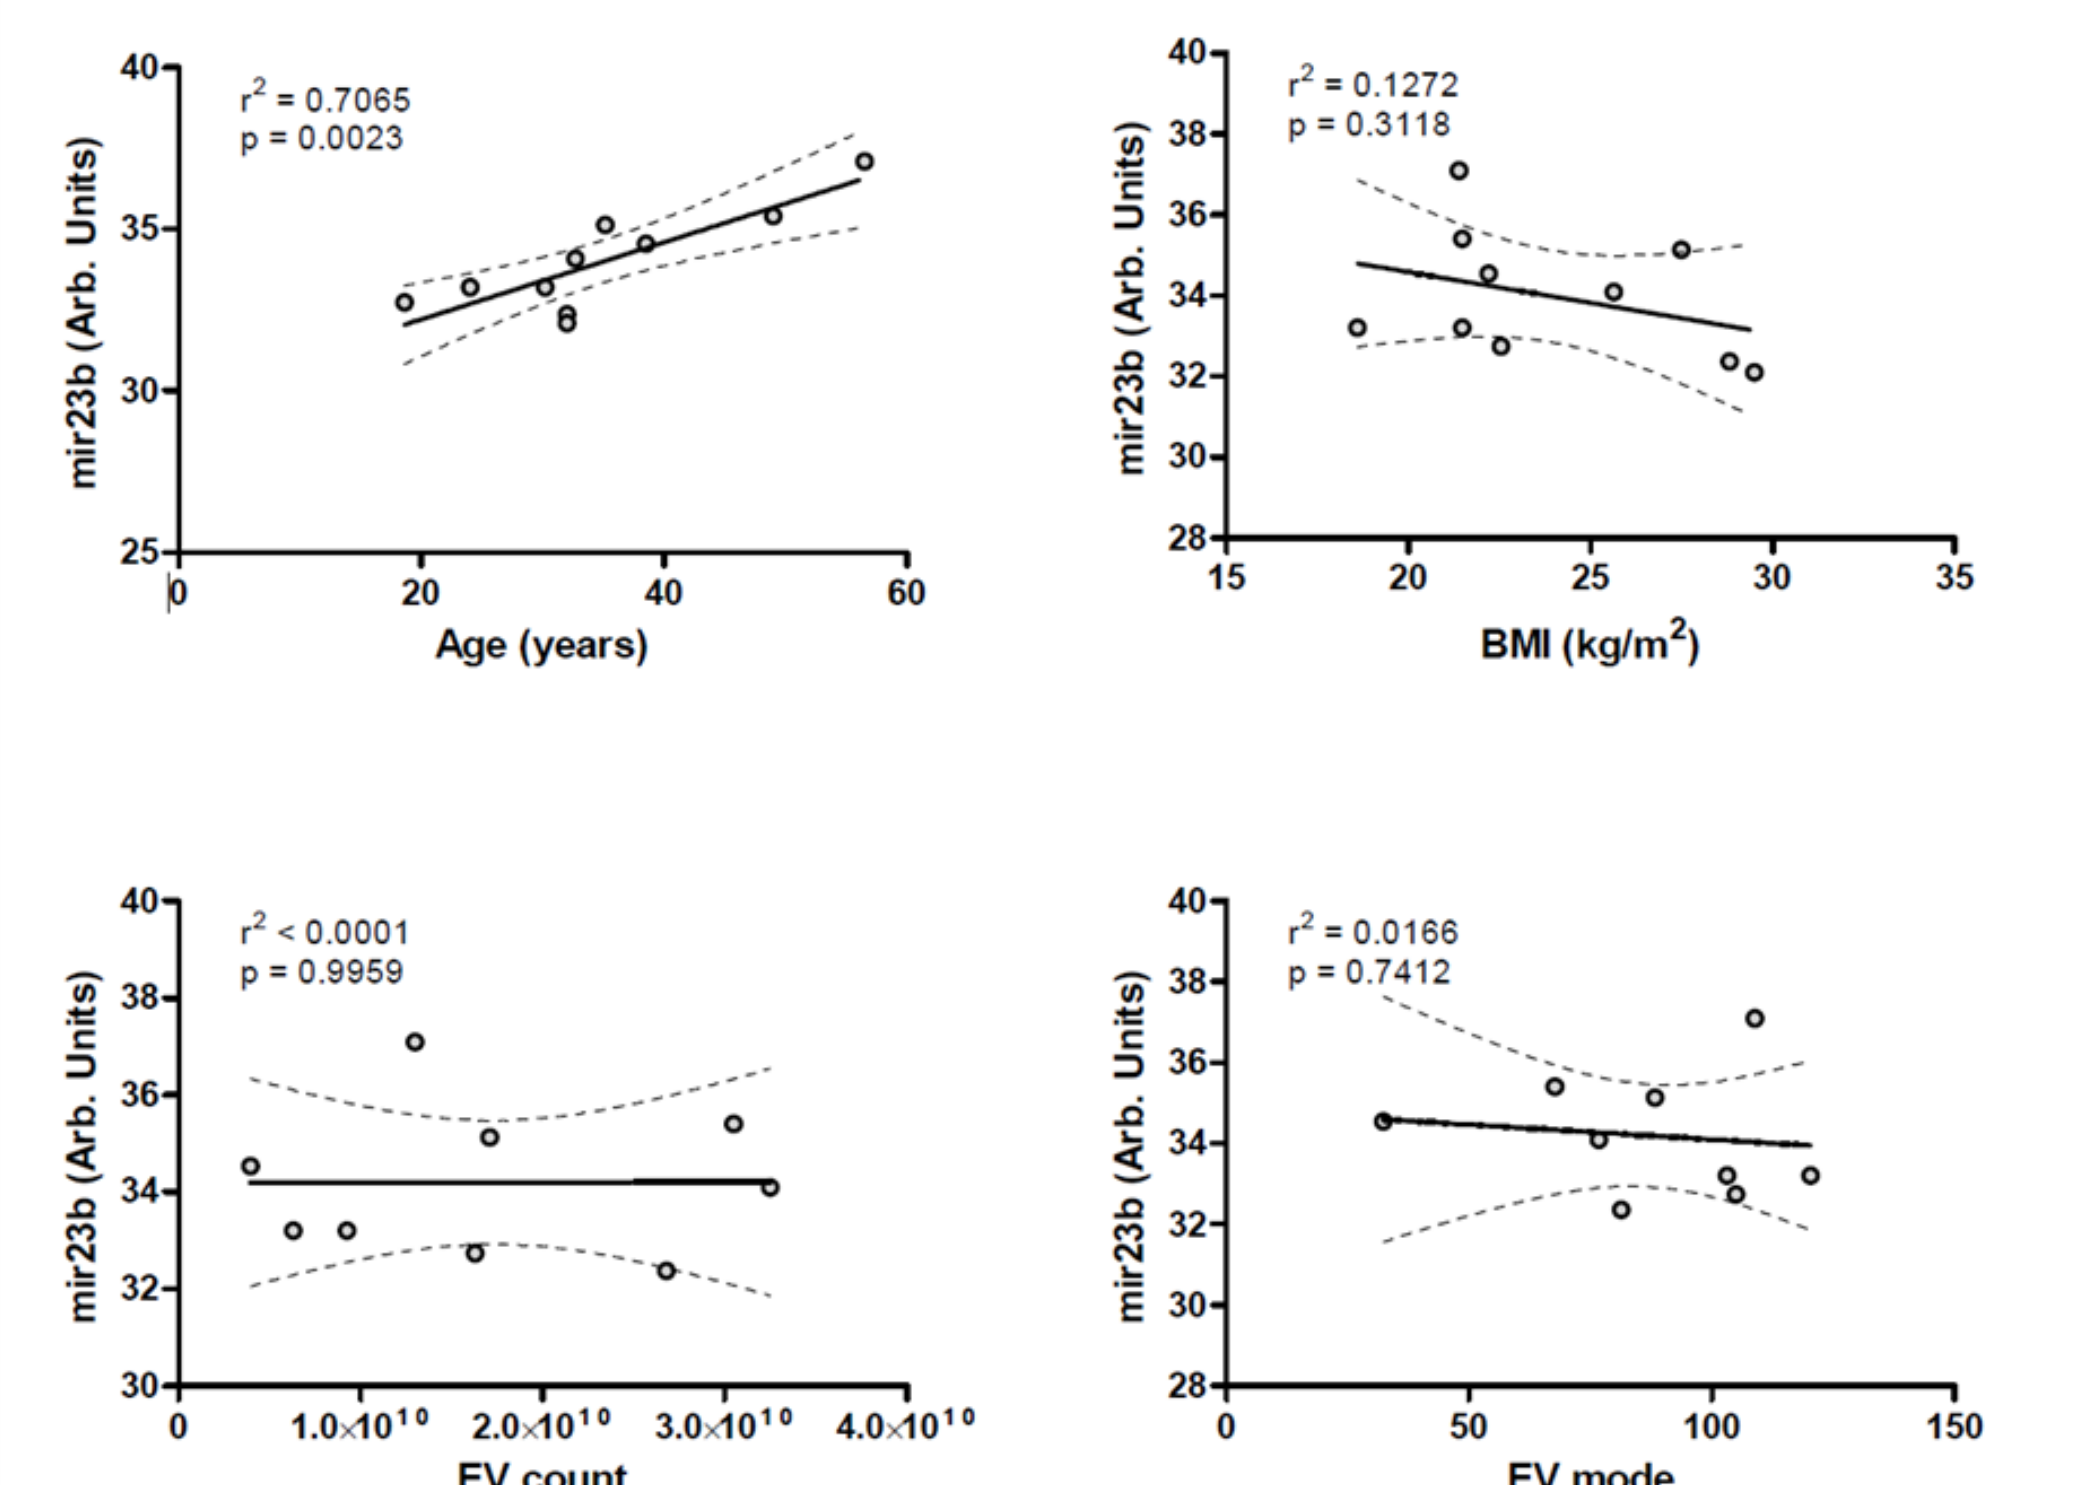 r² = 0.7065
p = 0.0023
40
35
30
25
mir23b (Arb. Units)
0 20 40 60
Age (years)
r² = 0.1272
p = 0.3118
40
38
36
34
32
30
28
mir23b (Arb. Units)
15 20 25 30 35
BMI (kg/m²)
r² < 0.0001
p = 0.9959
40
38
36
34
32
30
mir23b (Arb. Units)
0 1.0×10¹⁰ 2.0×10¹⁰ 3.0×10¹⁰ 4.0×10¹⁰
EV count
r² = 0.0166
p = 0.7412
40
38
36
34
32
30
28
mir23b (Arb. Units)
0 50 100 150
EV mode